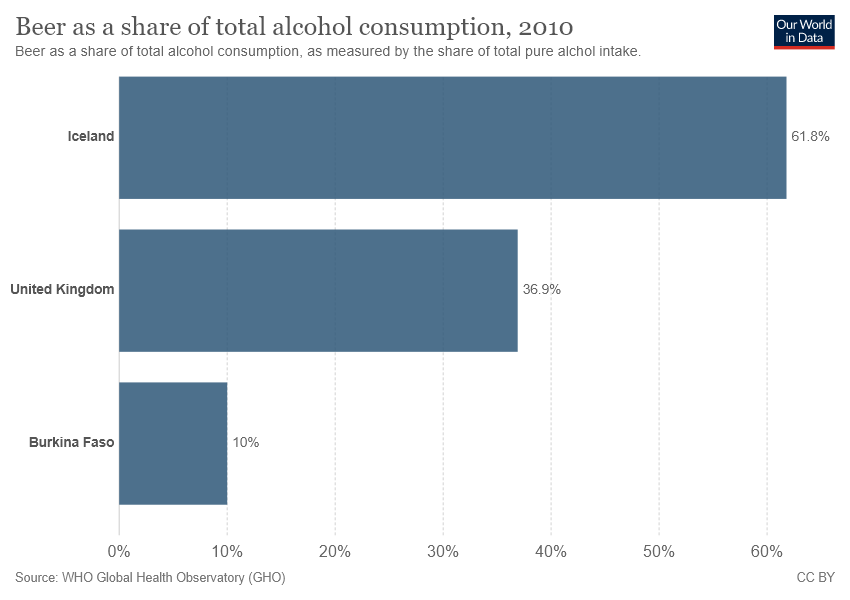 Beer as a share of total alcohol consumption, 2010
Our World
in Data
Beer as a share of total alcohol consumption, as measured by the share of total pure alchol intake.
Iceland
61.8%
United Kingdom
36.9%
Burkina Faso
10%
0% 10% 20% 30% 40% 50% 60%
Source: WHO Global Health Observatory (GHO)
CC BY